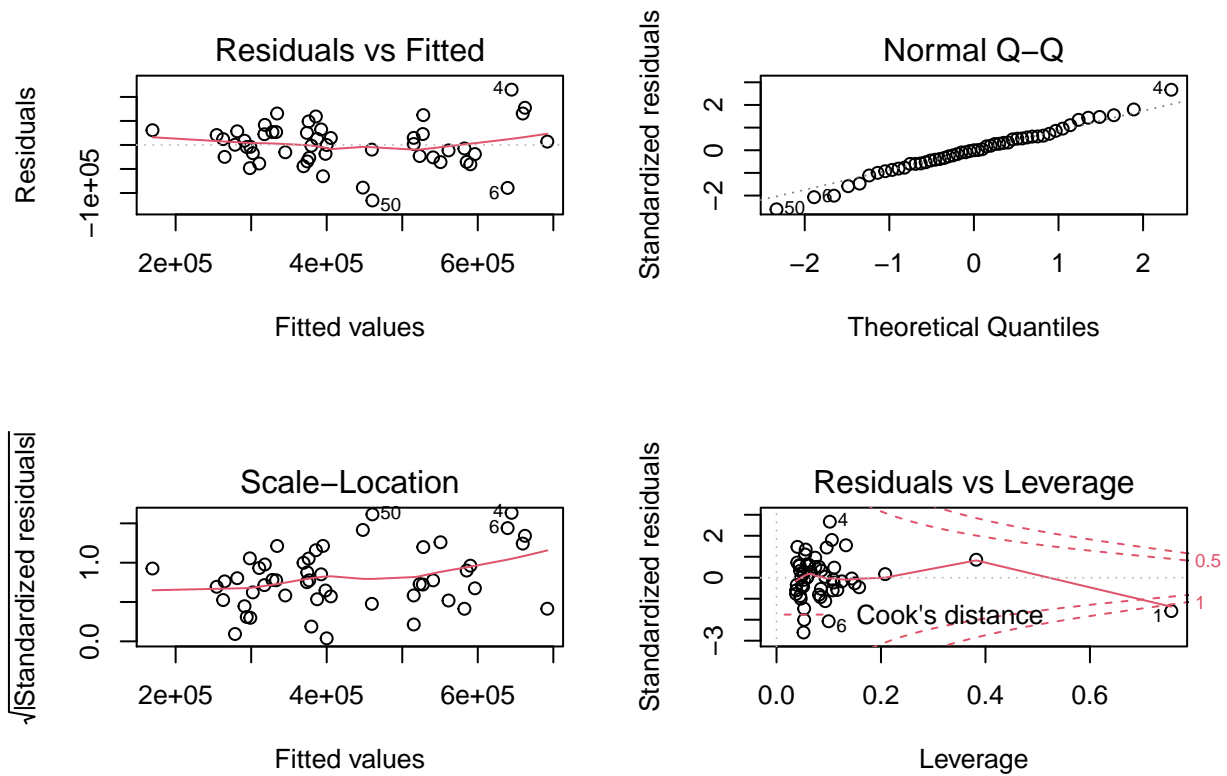 Residuals vs Fitted
Residuals
−1e+05
4
50
6
2e+05
4e+05
6e+05
Fitted values
Normal Q−Q
Standardized residuals
−2
0
2
4
50
6
−2
−1
0
1
2
Theoretical Quantiles
Scale−Location
√|Standardized residuals|
0.0
1.0
50
4
6
2e+05
4e+05
6e+05
Fitted values
Residuals vs Leverage
Standardized residuals
−3
0
2
4
6
1
Cook's distance
0.5
1
0.0
0.2
0.4
0.6
Leverage